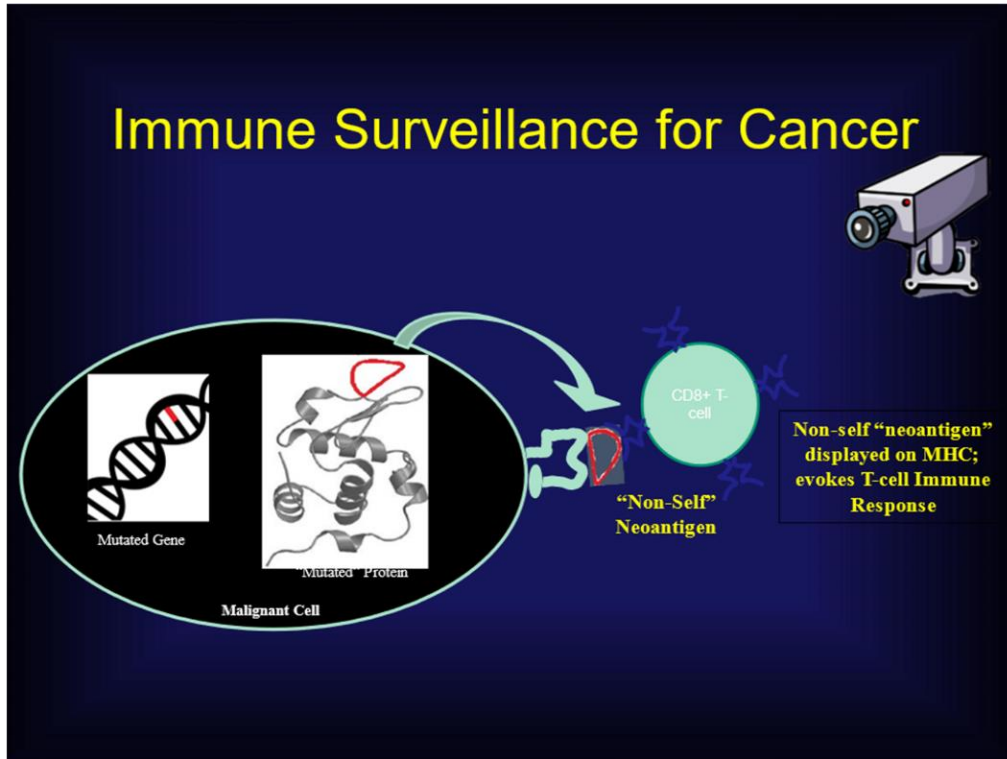 Immune Surveillance for Cancer
CD8+ T-
cell
Non-self “neoantigen”
displayed on MHC;
evokes T-cell Immune
Response
“Non-Self”
Neoantigen
Mutated Gene
“Mutated” Protein
Malignant Cell